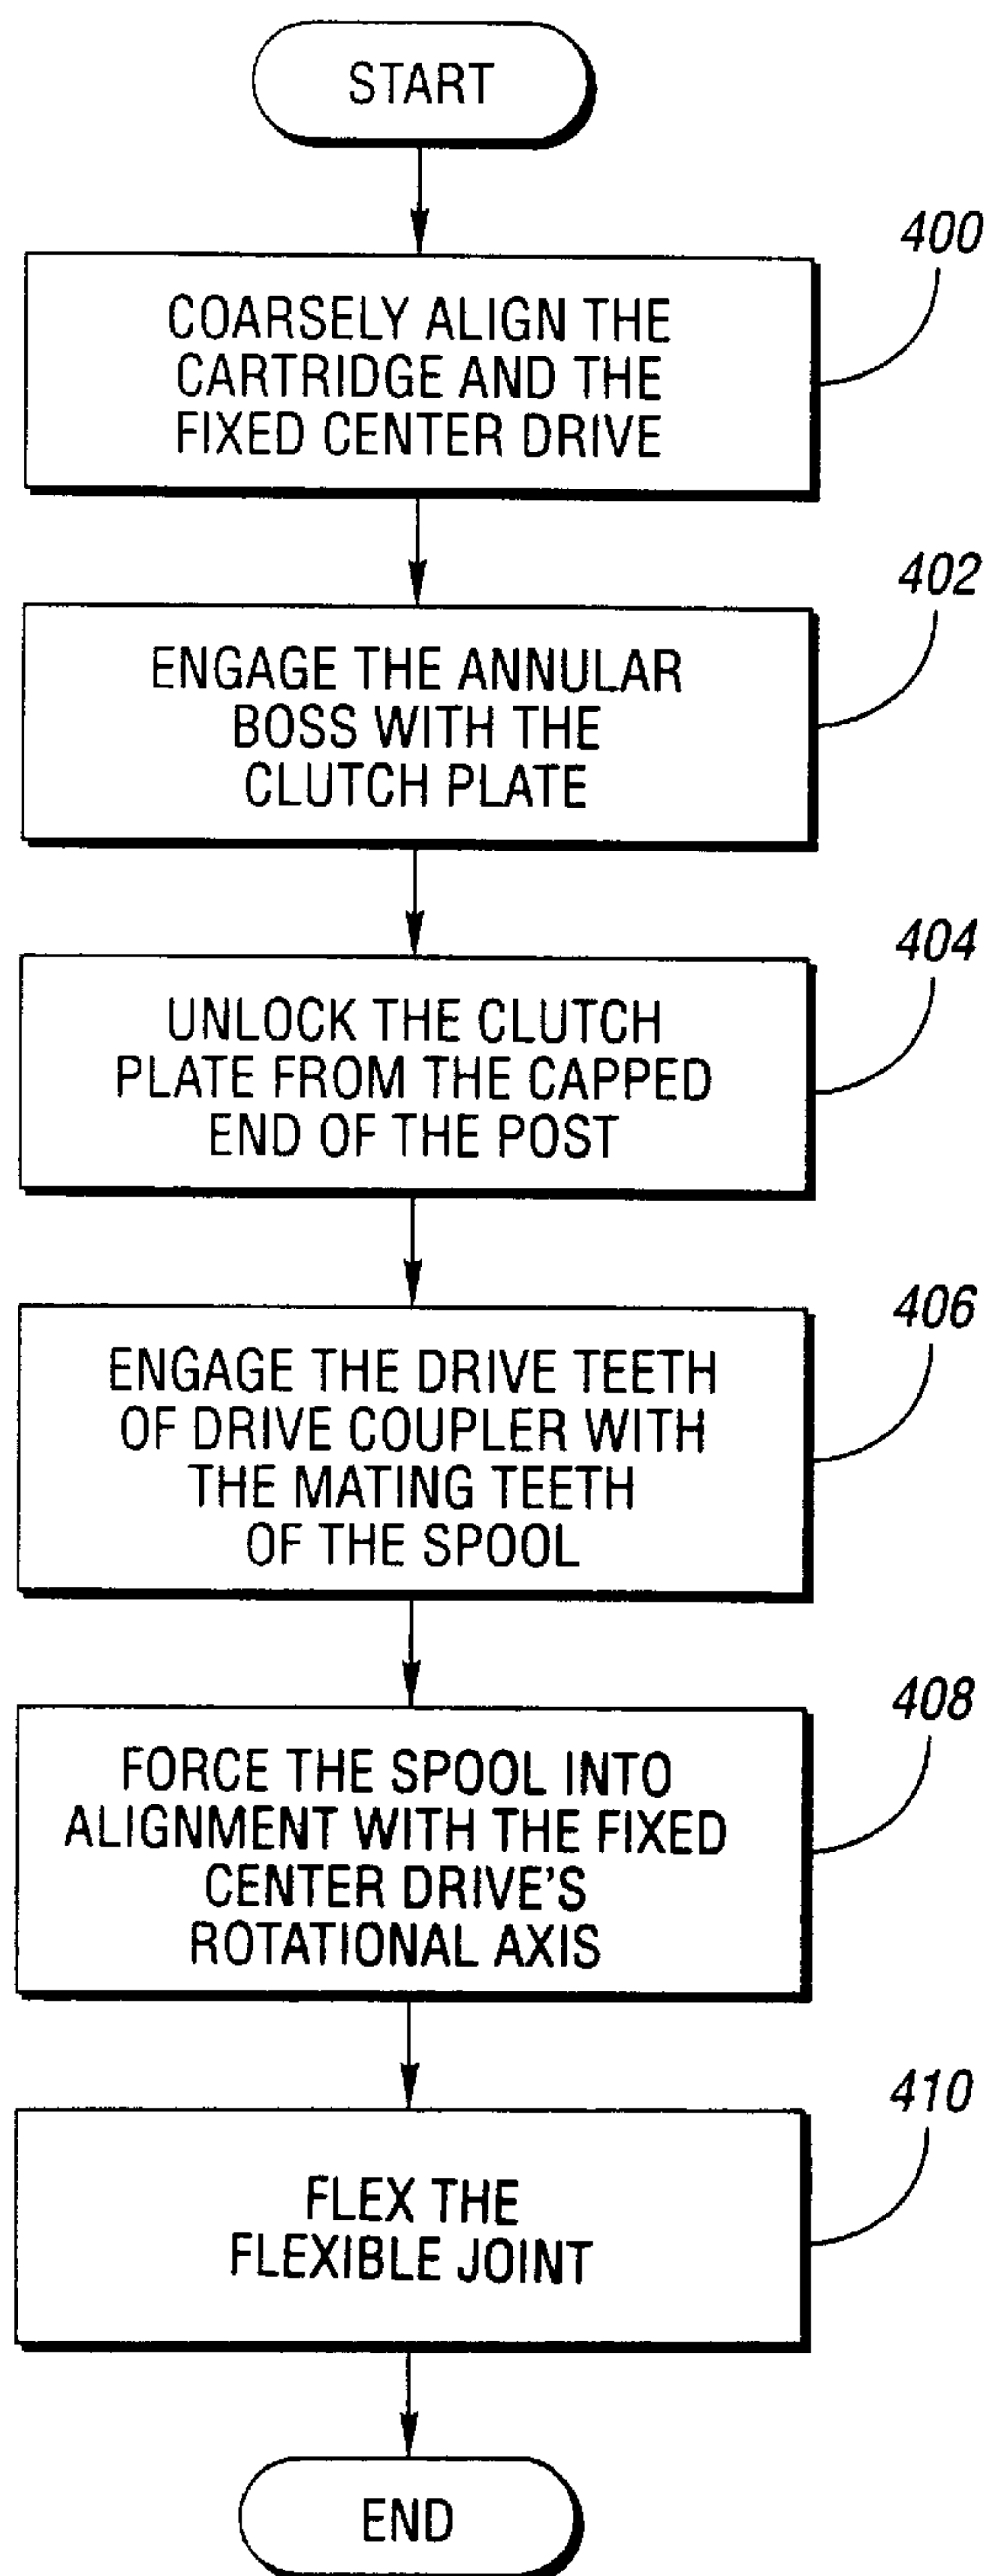 START
400
COARSELY ALIGN THE
CARTRIDGE AND THE
FIXED CENTER DRIVE
402
ENGAGE THE ANNULAR
BOSS WITH THE
CLUTCH PLATE
404
UNLOCK THE CLUTCH
PLATE FROM THE CAPPED
END OF THE POST
406
ENGAGE THE DRIVE TEETH
OF DRIVE COUPLER WITH
THE MATING TEETH
OF THE SPOOL
408
FORCE THE SPOOL INTO
ALIGNMENT WITH THE FIXED
CENTER DRIVE'S
ROTATIONAL AXIS
410
FLEX THE
FLEXIBLE JOINT
END